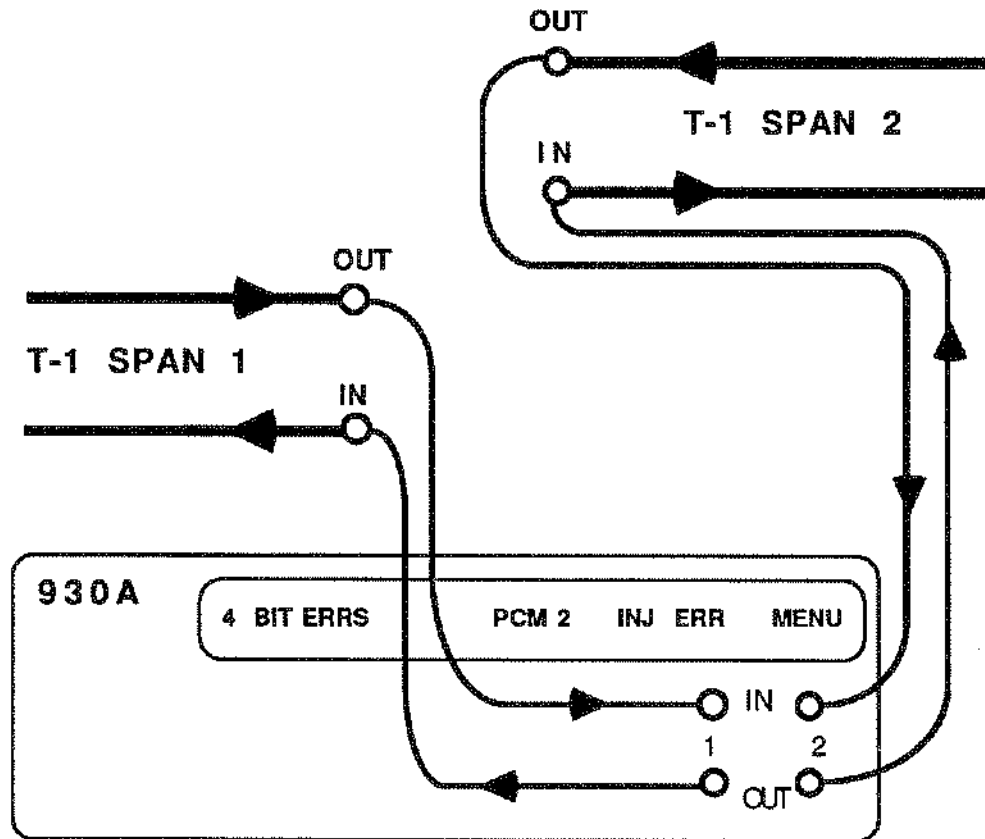 OUT
T-1 SPAN 2
IN
OUT
T-1 SPAN 1
IN
930A
4 BIT ERRS PCM 2 INJ ERR MENU
IN
1 2
OUT